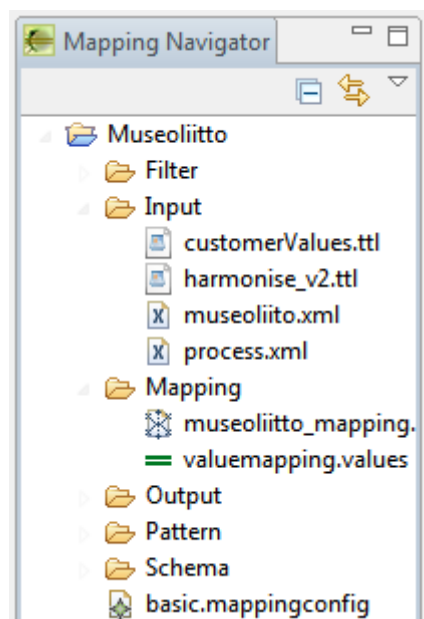 Mapping Navigator
Museoliitto
Filter
Input
customerValues.ttl
harmonise_v2.ttl
museoliito.xml
process.xml
Mapping
museoliitto_mapping.
valuemapping.values
Output
Pattern
Schema
basic.mappingconfig